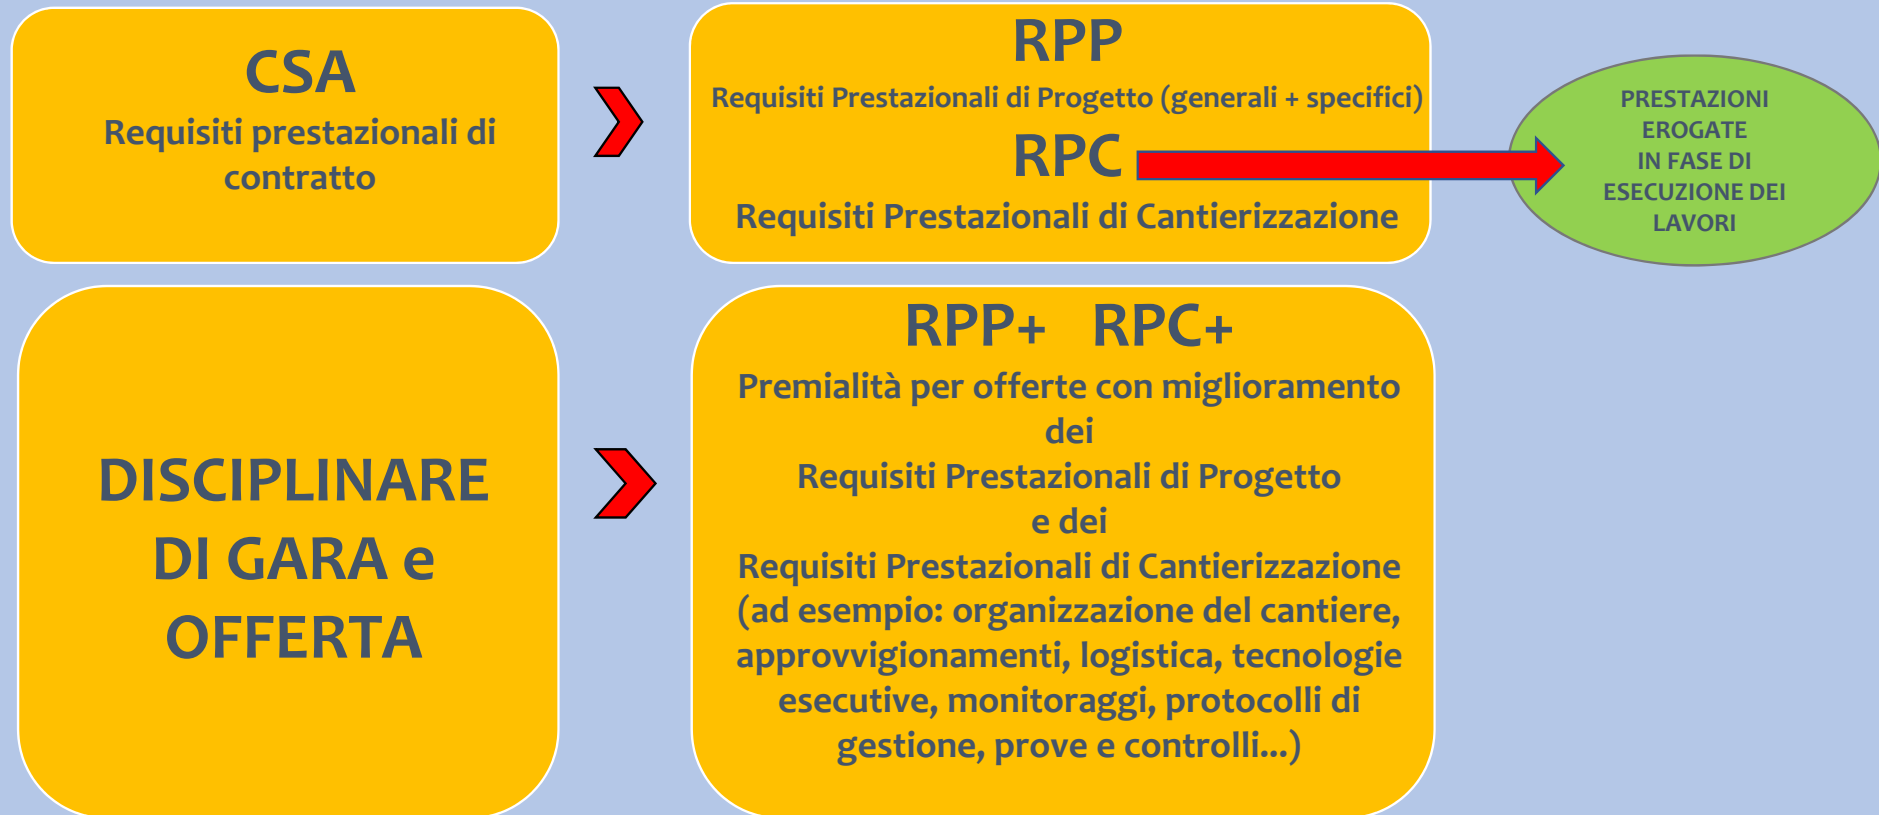 CSA
Requisiti prestazionali di
contratto
RPP
Requisiti Prestazionali di Progetto (generali + specifici)
RPC
Requisiti Prestazionali di Cantierizzazione
PRESTAZIONI
EROGATE
IN FASE DI
ESECUZIONE DEI
LAVORI
DISCIPLINARE
DI GARA e
OFFERTA
RPP+ RPC+
Premialità per offerte con miglioramento
dei
Requisiti Prestazionali di Progetto
e dei
Requisiti Prestazionali di Cantierizzazione
(ad esempio: organizzazione del cantiere,
approvvigionamenti, logistica, tecnologie
esecutive, monitoraggi, protocolli di
gestione, prove e controlli...)